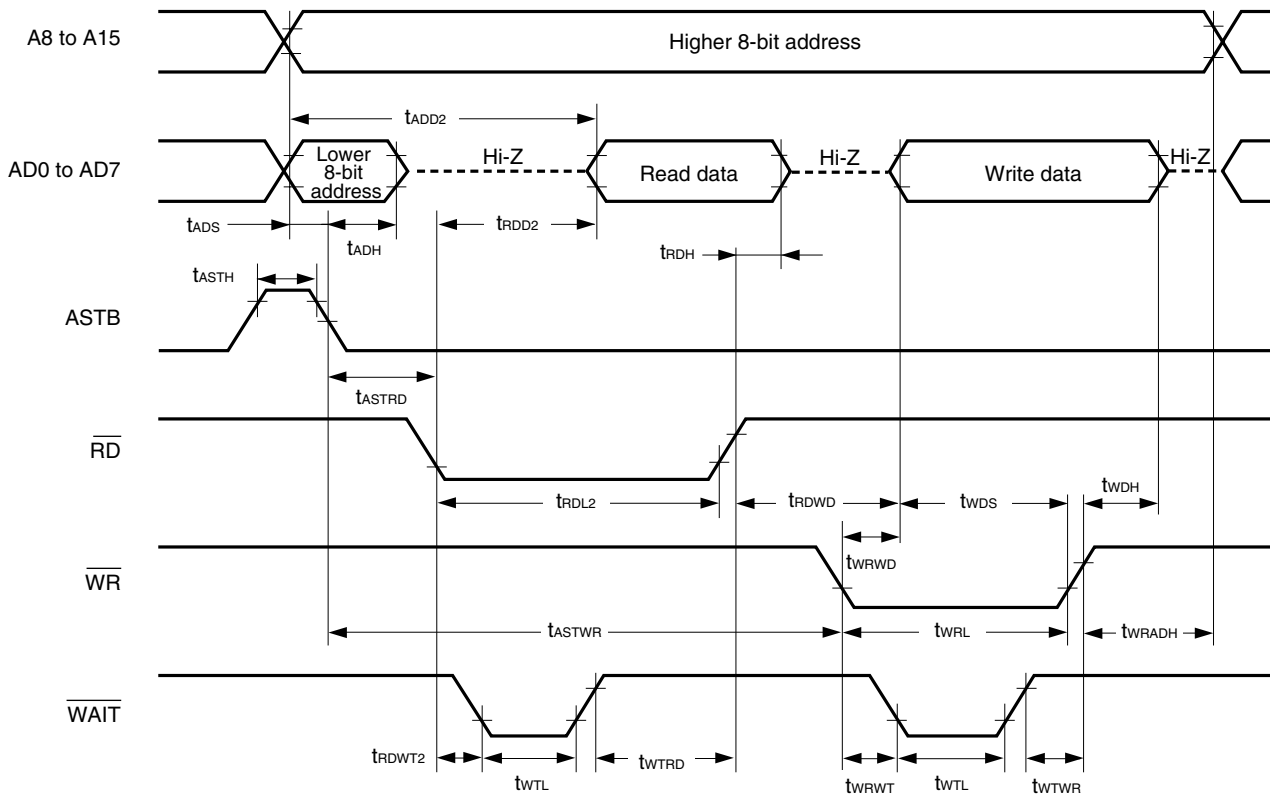 A8 to A15
Higher 8-bit address
tADD2
AD0 to AD7
Lower
8-bit
address
Hi-Z
Read data
Hi-Z
Write data
Hi-Z
tADS
tADH
tRDD2
tRDH
tASTH
ASTB
tASTRD
RD
tRDL2
tRDWD
tWDS
tWDH
tWRWD
WR
tASTWR
tWRL
tWRADH
WAIT
tRDWT2
tWTL
tWTRD
tWRWT
tWTL
tWTWR